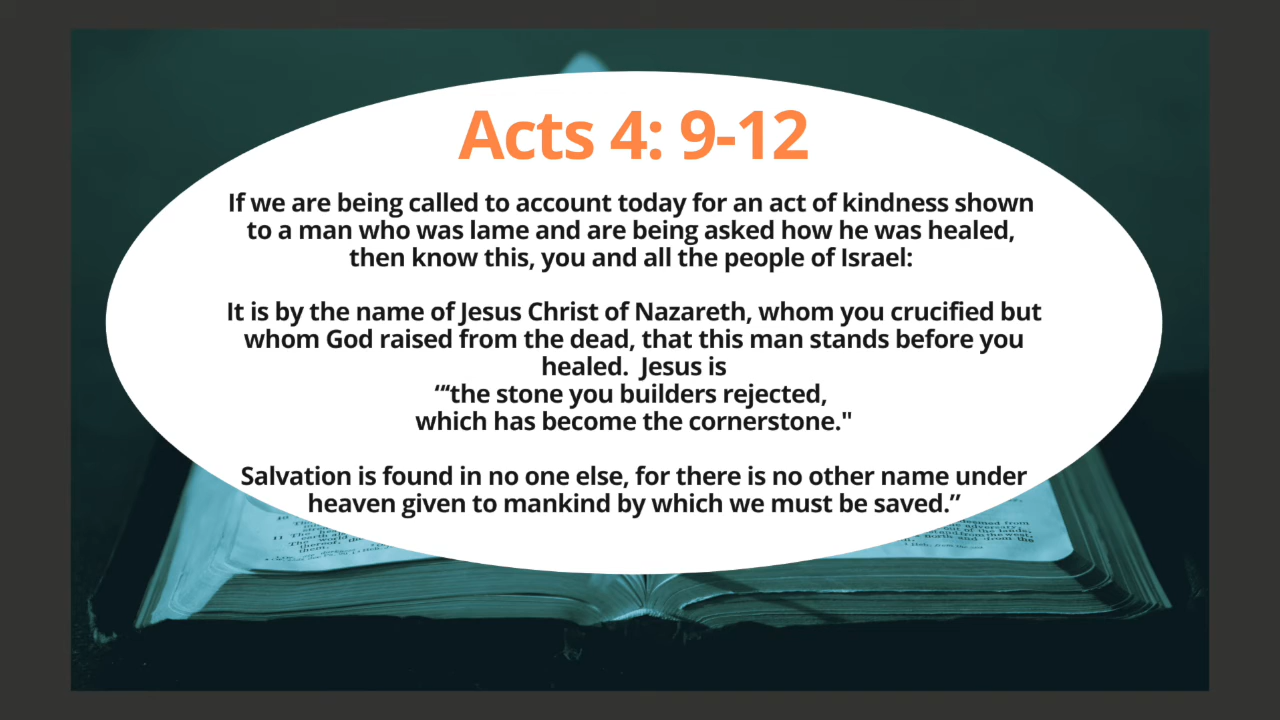 Acts 4: 9-12
If we are being called to account today for an act of kindness shown
to a man who was lame and are being asked how he was healed,
then know this, you and all the people of Israel:
It is by the name of Jesus Christ of Nazareth, whom you crucified but
whom God raised from the dead, that this man stands before you
healed.  Jesus is
“‘the stone you builders rejected,
which has become the cornerstone."
Salvation is found in no one else, for there is no other name under
heaven given to mankind by which we must be saved.”
them.
north and from the